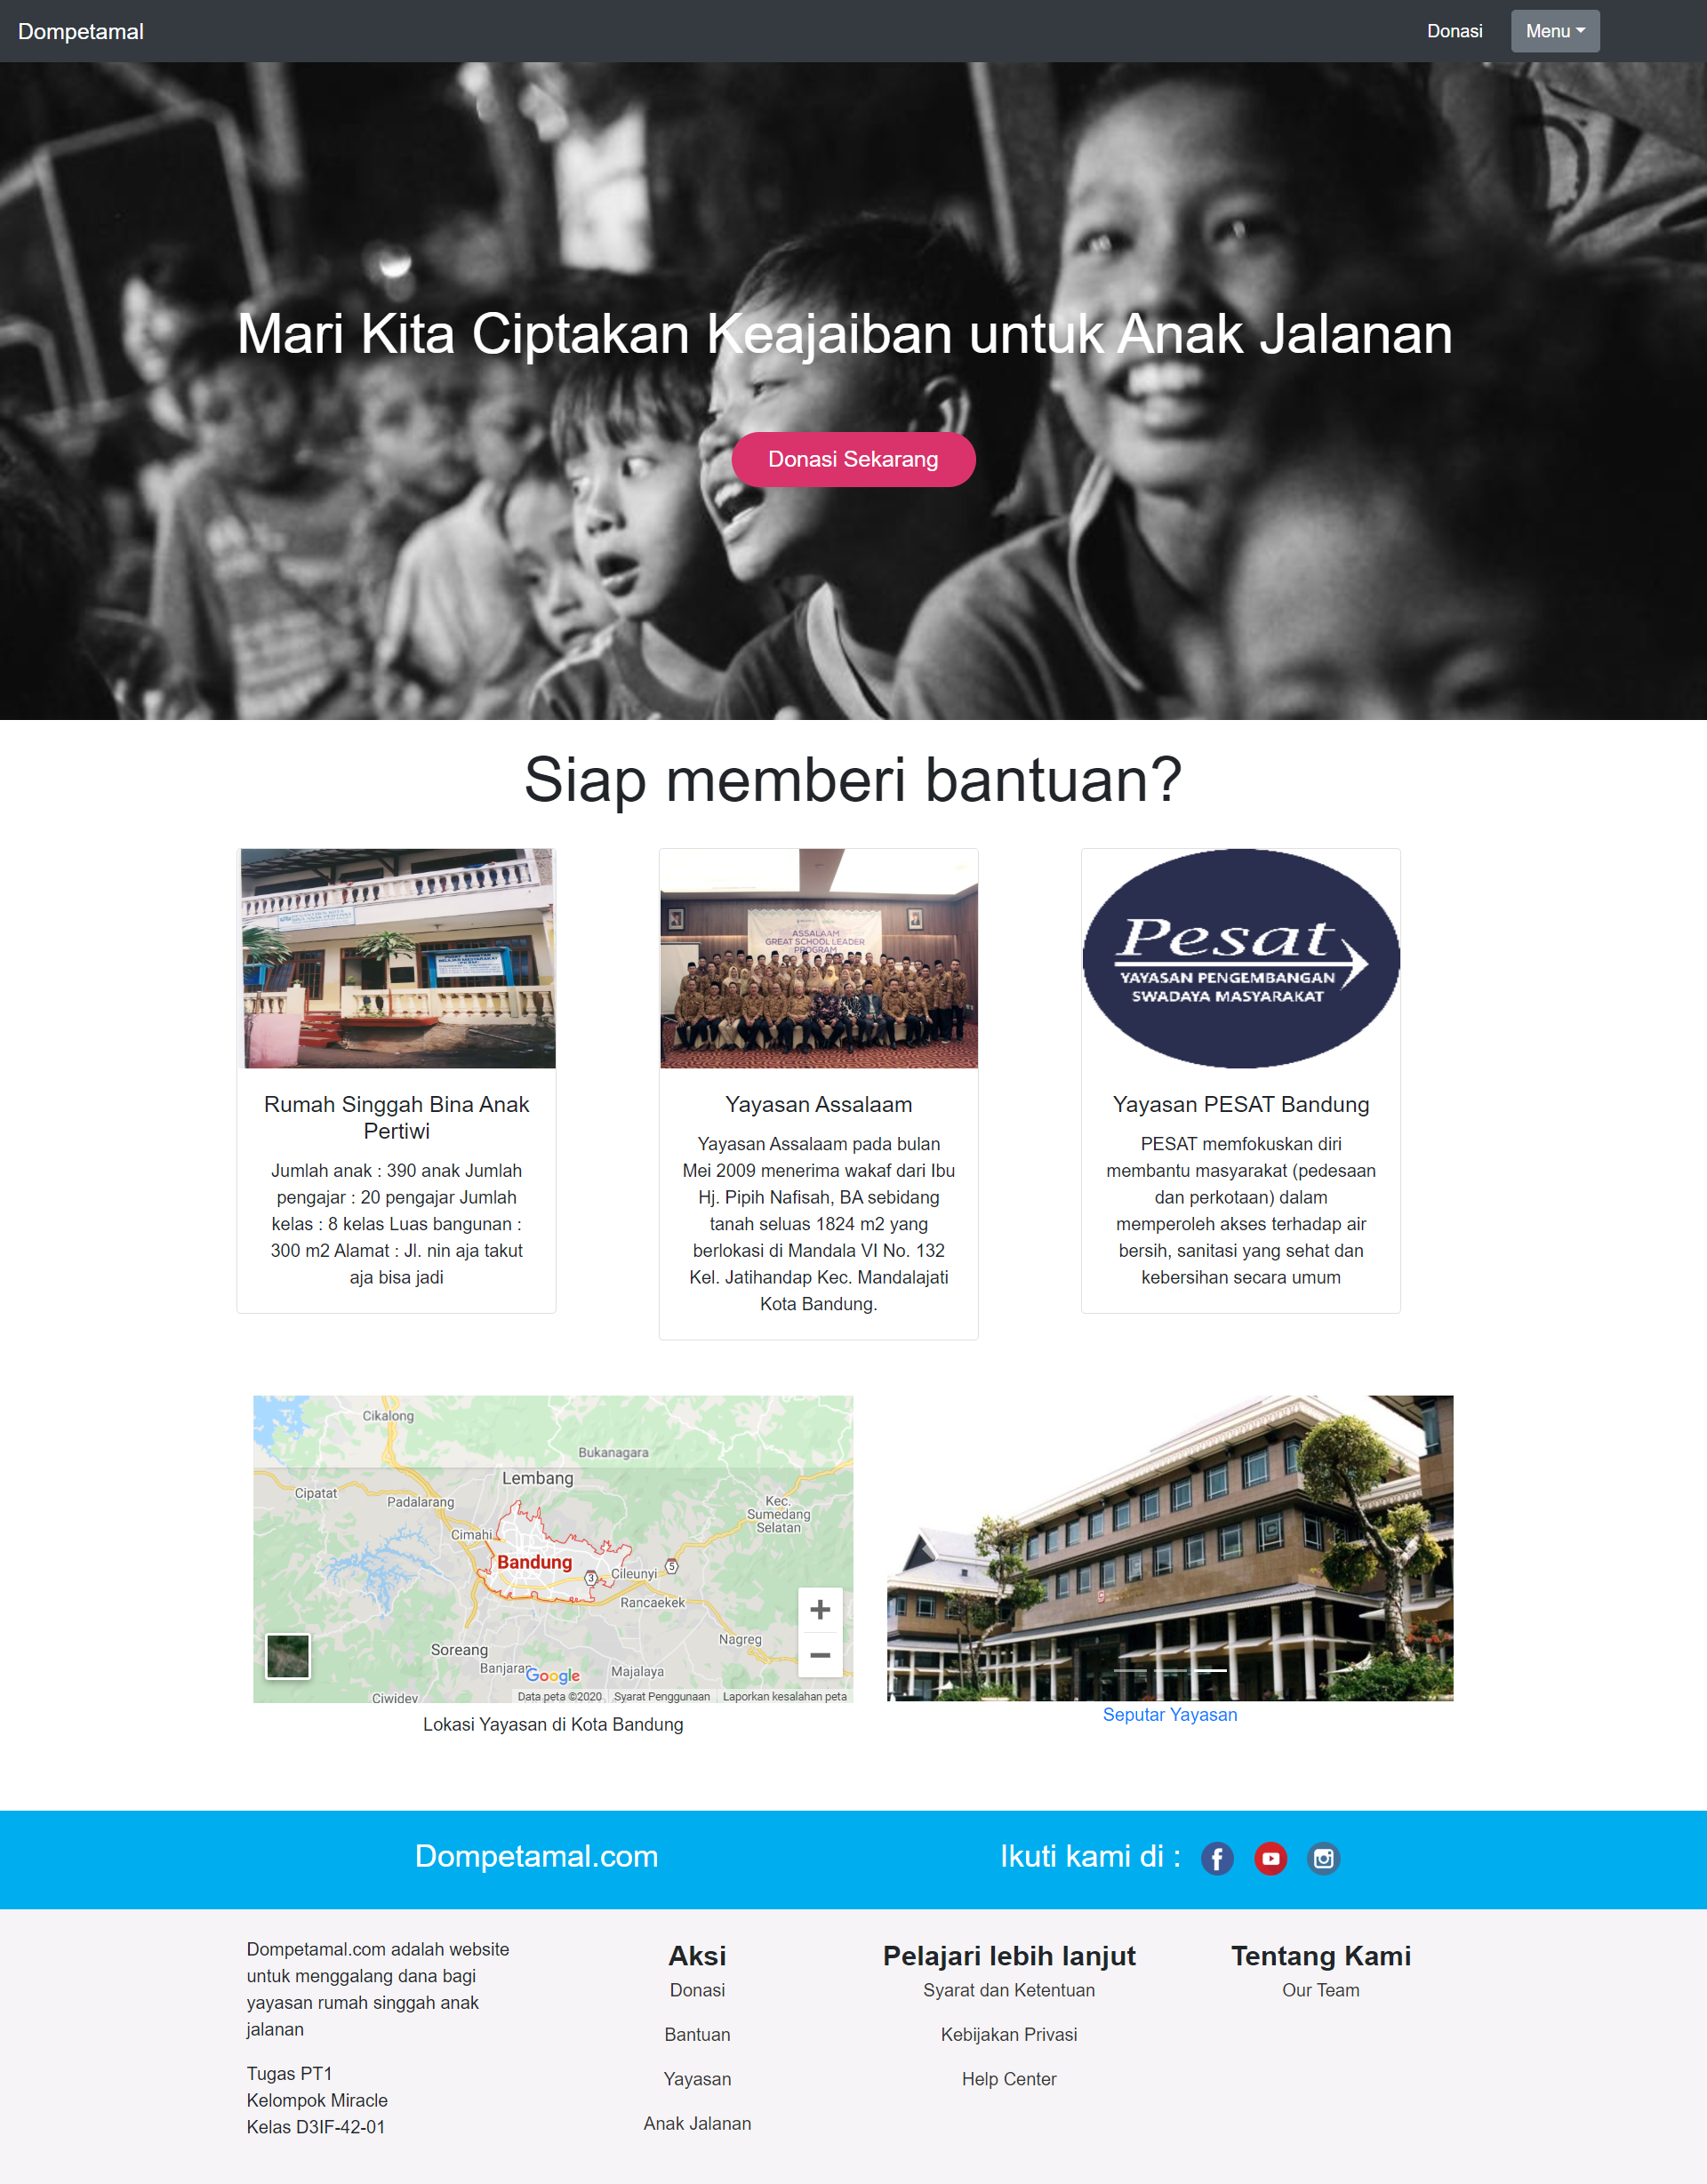 Dompetamal
Donasi
Menu
Mari Kita Ciptakan Keajaiban untuk Anak Jalanan
Donasi Sekarang
Siap memberi bantuan?
ASSALAAM
GREAT SCHOOL LEADER
PROGRAM
Pesat
YAYASAN PENGEMBANGAN
SWADAYA MASYARAKAT
Rumah Singgah Bina Anak
Pertiwi
Jumlah anak : 390 anak Jumlah
pengajar : 20 pengajar Jumlah
kelas : 8 kelas Luas bangunan :
300 m2 Alamat : Jl. nin aja takut
aja bisa jadi
Yayasan Assalaam
Yayasan Assalaam pada bulan
Mei 2009 menerima wakaf dari Ibu
Hj. Pipih Nafisah, BA sebidang
tanah seluas 1824 m2 yang
berlokasi di Mandala VI No. 132
Kel. Jatihandap Kec. Mandalajati
Kota Bandung.
Yayasan PESAT Bandung
PESAT memfokuskan diri
membantu masyarakat (pedesaan
dan perkotaan) dalam
memperoleh akses terhadap air
bersih, sanitasi yang sehat dan
kebersihan secara umum
Cikalong
Bukanagara
Lembang
Cipatat
Padalarang
Kec.
Sumedang
Selatan
Cimahi
Bandung
5
3
Cileunyi
Rancaekek
Nagreg
Soreang
Banjaran
Google
Majalaya
Ciwidey
Data peta ©2020
Syarat Penggunaan
Laporkan kesalahan peta
Lokasi Yayasan di Kota Bandung
Seputar Yayasan
Dompetamal.com
Ikuti kami di :
Dompetamal.com adalah website
untuk menggalang dana bagi
yayasan rumah singgah anak
jalanan
Tugas PT1
Kelompok Miracle
Kelas D3IF-42-01
Aksi
Donasi
Bantuan
Yayasan
Anak Jalanan
Pelajari lebih lanjut
Syarat dan Ketentuan
Kebijakan Privasi
Help Center
Tentang Kami
Our Team